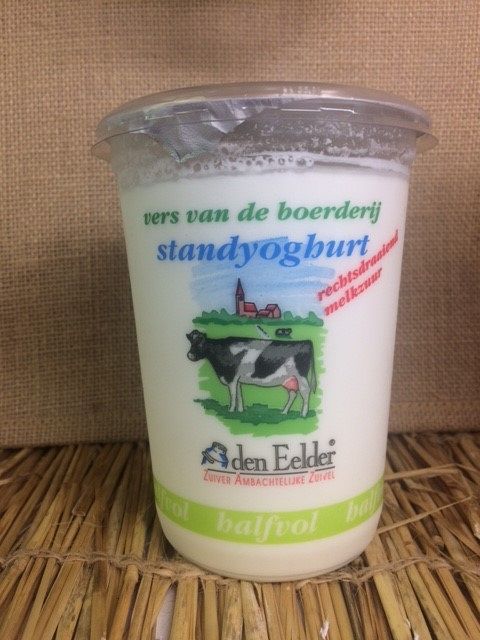 vers van de boerderij
standyoghurt
rechtsdraaiend
melkzuur
den Eelder®
ZUIVER AMBACHTELIJKE ZUIVEL
halfvol